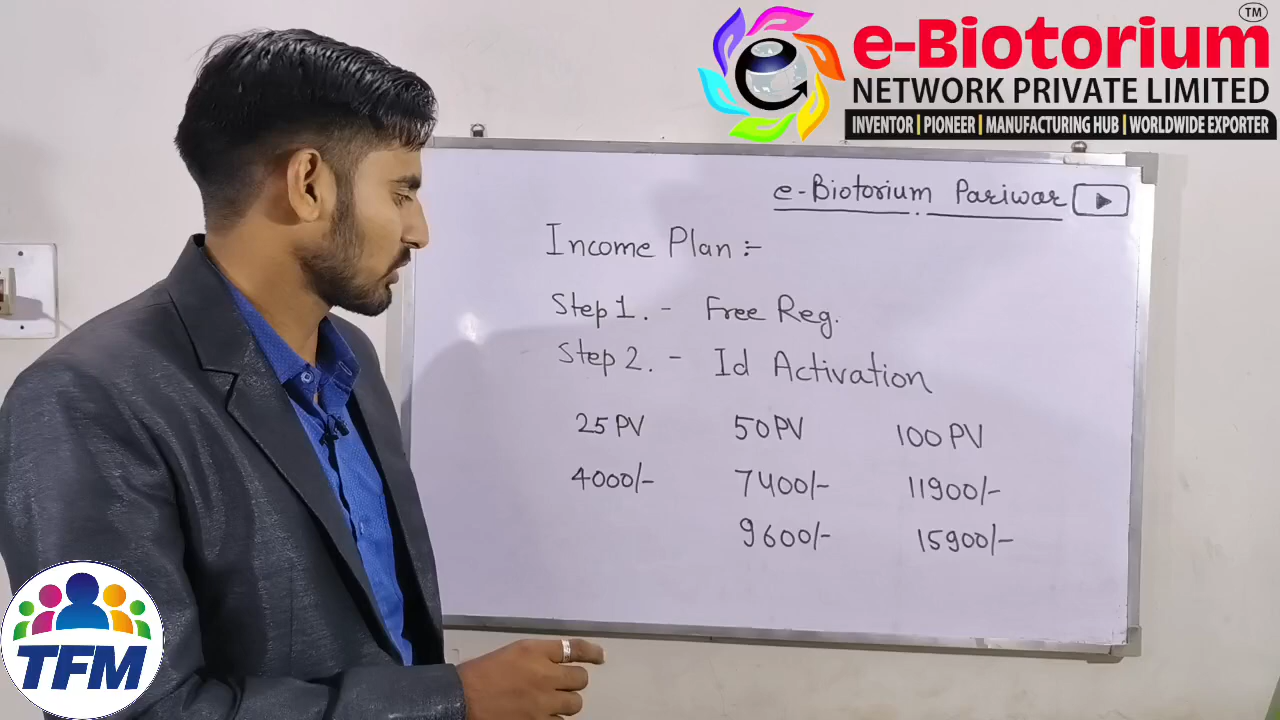 TM
e-Biotorium
NETWORK PRIVATE LIMITED
INVENTOR | PIONEER | MANUFACTURING HUB | WORLDWIDE EXPORTER
e-Biotorium Pariwar
Income Plan :-
Step 1. - Free Reg.
Step 2. - Id Activation
25 PV 50 PV 100 PV
4000/- 7400/- 11900/-
9600/- 15900/-
TFM